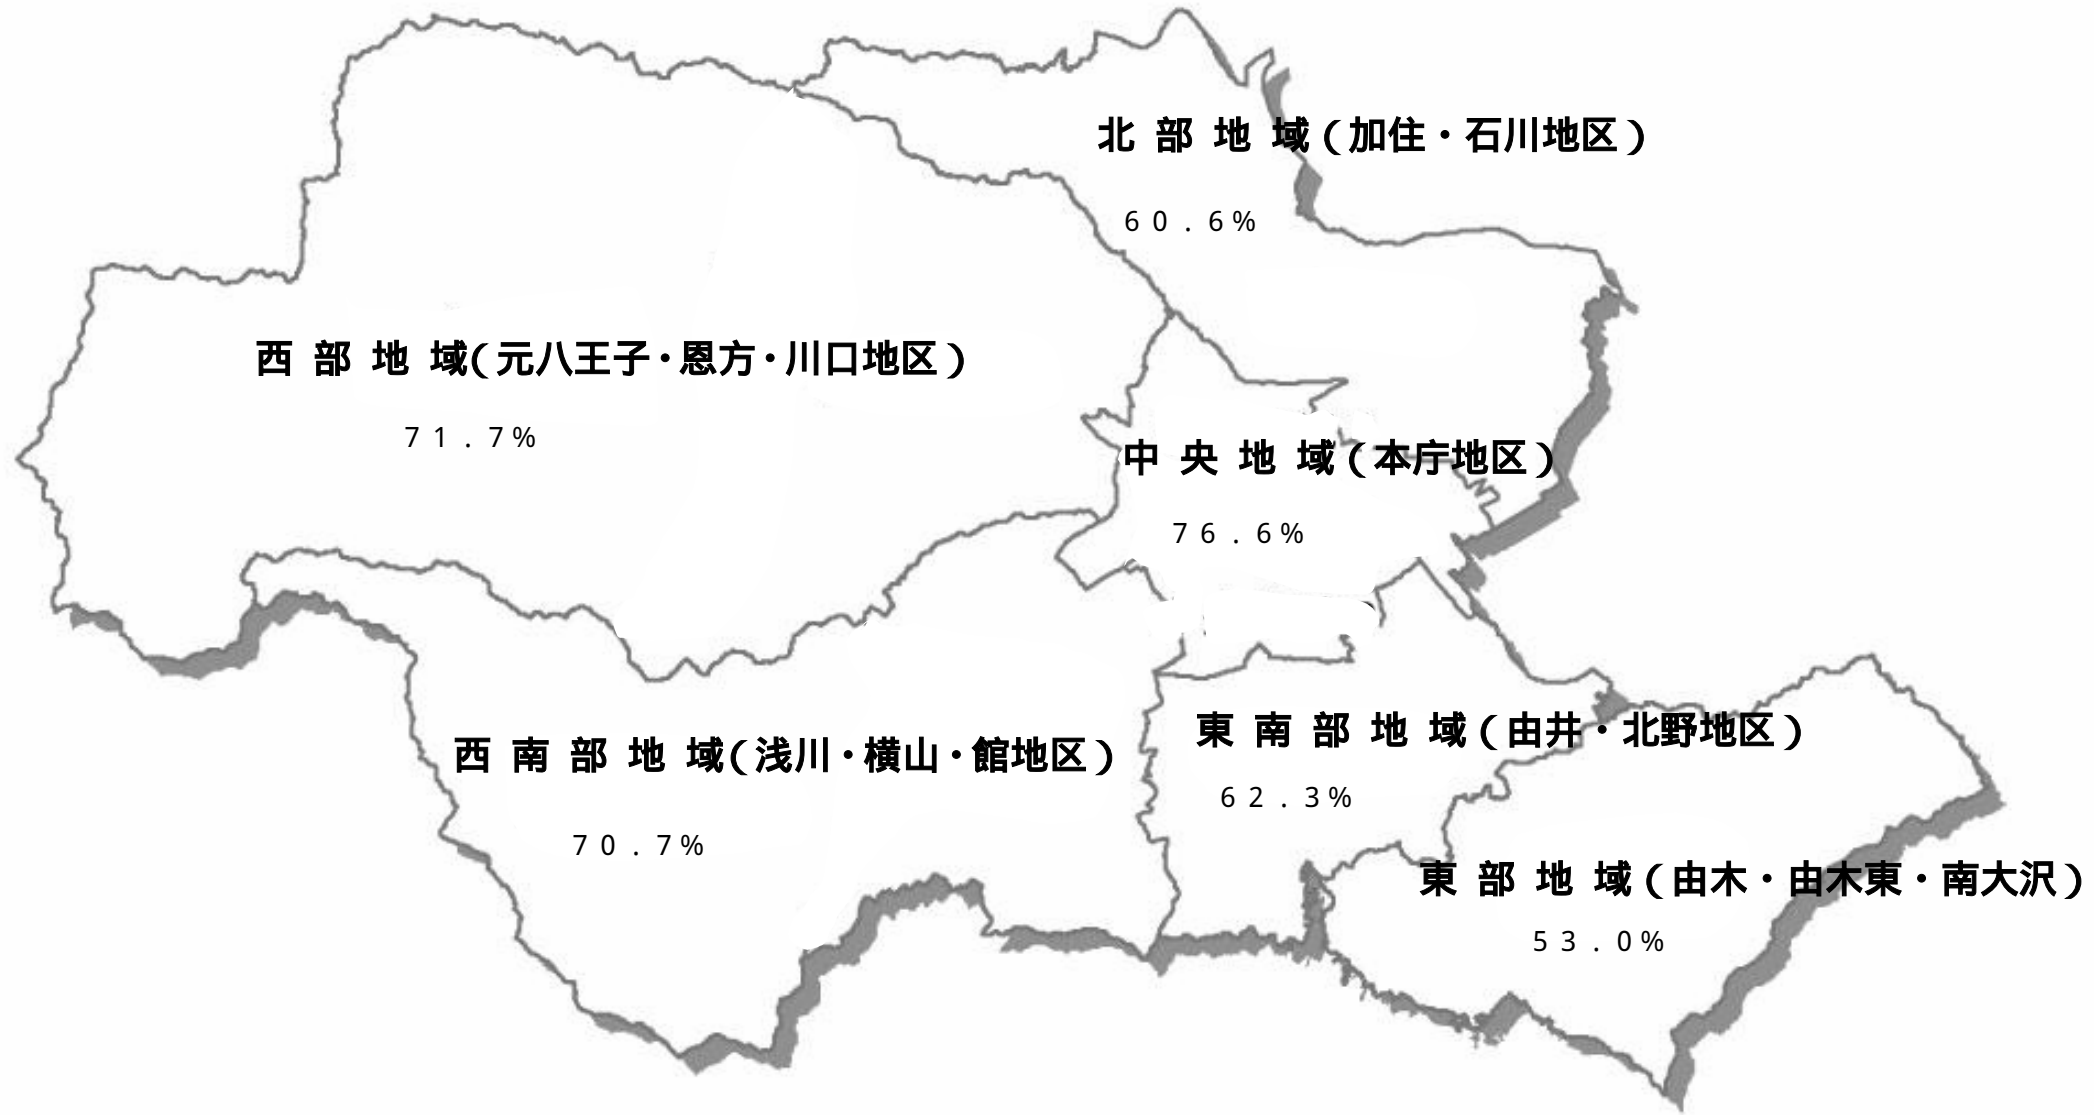 北部地域（加住・石川地区）
60.6%
西部地域（元八王子・恩方・川口地区）
71.7%
中央地域（本庁地区）
76.6%
東南部地域（由井・北野地区）
62.3%
西南部地域（浅川・横山・館地区）
70.7%
東部地域（由木・由木東・南大沢）
53.0%